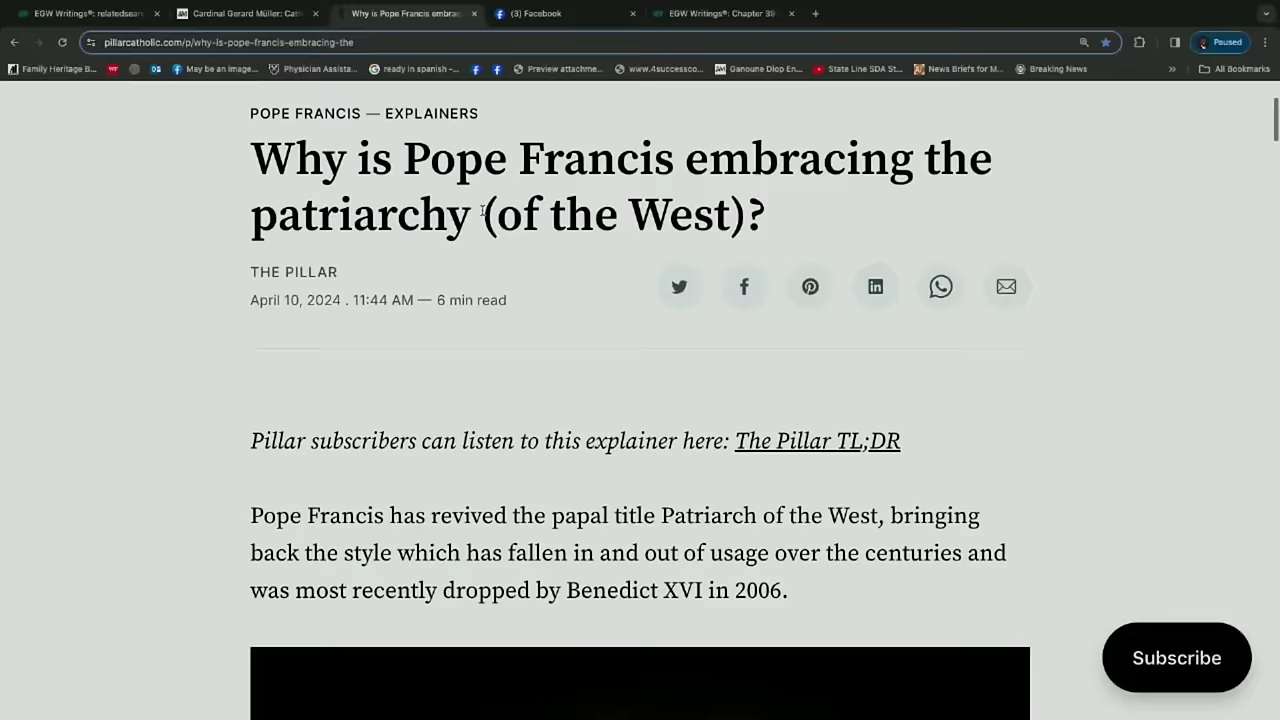 EGW Writings®: relatedsear
Cardinal Gerard Müller: Cath
Why is Pope Francis embrac
(3) Facebook
EGW Writings®: Chapter 39
pillarcatholic.com/p/why-is-pope-francis-embracing-the
Paused
Family Heritage B...
May be an image...
Physician Assista...
ready in spanish -...
Preview attachme...
www.4successco...
Ganoune Diop En...
State Line SDA St...
News Briefs for M...
Breaking News
All Bookmarks
POPE FRANCIS — EXPLAINERS
Why is Pope Francis embracing the
patriarchy (of the West)?
THE PILLAR
April 10, 2024 . 11:44 AM — 6 min read
Pillar subscribers can listen to this explainer here: The Pillar TL;DR
Pope Francis has revived the papal title Patriarch of the West, bringing
back the style which has fallen in and out of usage over the centuries and
was most recently dropped by Benedict XVI in 2006.
Subscribe